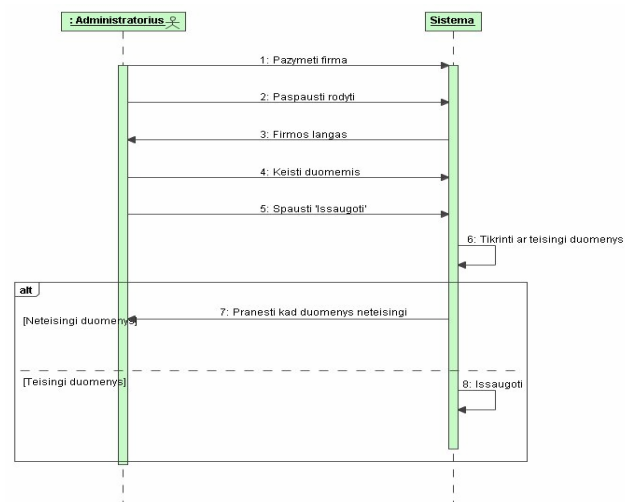 : Administratorius
Sistema
1: Pazymeti firma
2: Paspausti rodyti
3: Firmos langas
4: Keisti duomemis
5: Spausti 'Issaugoti'
6: Tikrinti ar teisingi duomenys
alt
7: Pranesti kad duomenys neteisingi
[Neteisingi duomenys]
[Teisingi duomenys]
8: Issaugoti